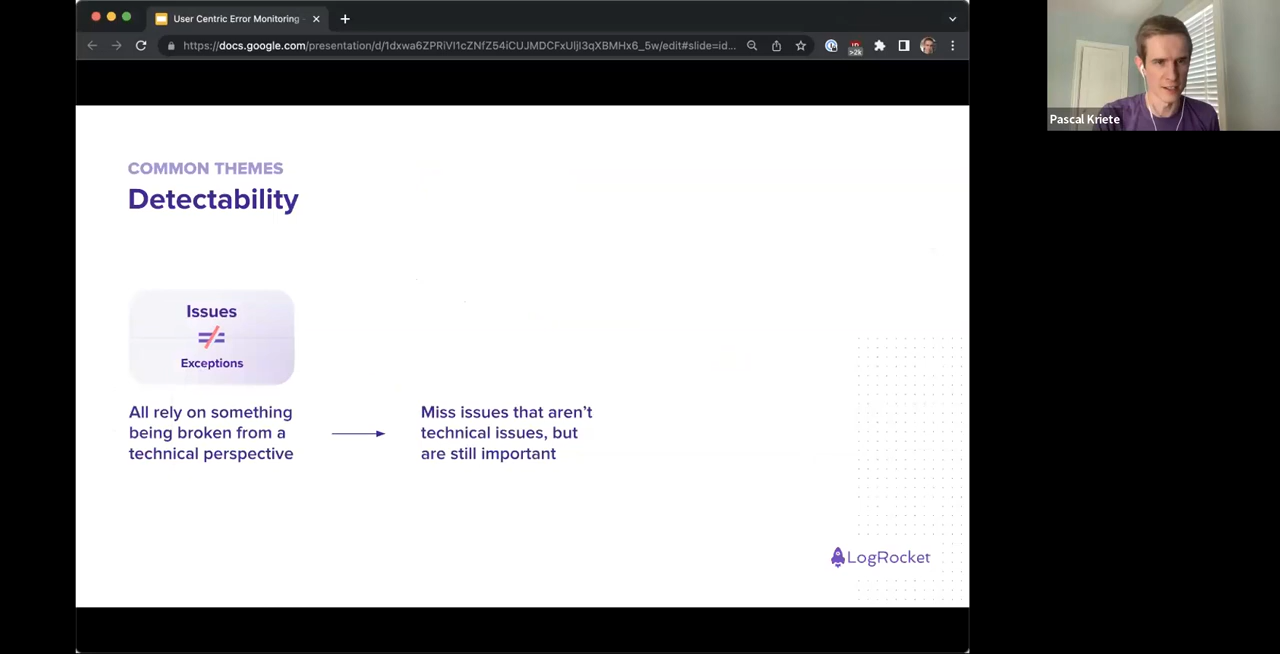 User Centric Error Monitoring
https://docs.google.com/presentation/d/1dxwa6ZPRiVI1cZNfZ54iCUJMDCFxUljI3qXBMHx6_5w/edit#slide=id...
>2k
Pascal Kriete
COMMON THEMES
Detectability
Issues
≠
Exceptions
All rely on something
being broken from a
technical perspective
Miss issues that aren't
technical issues, but
are still important
LogRocket